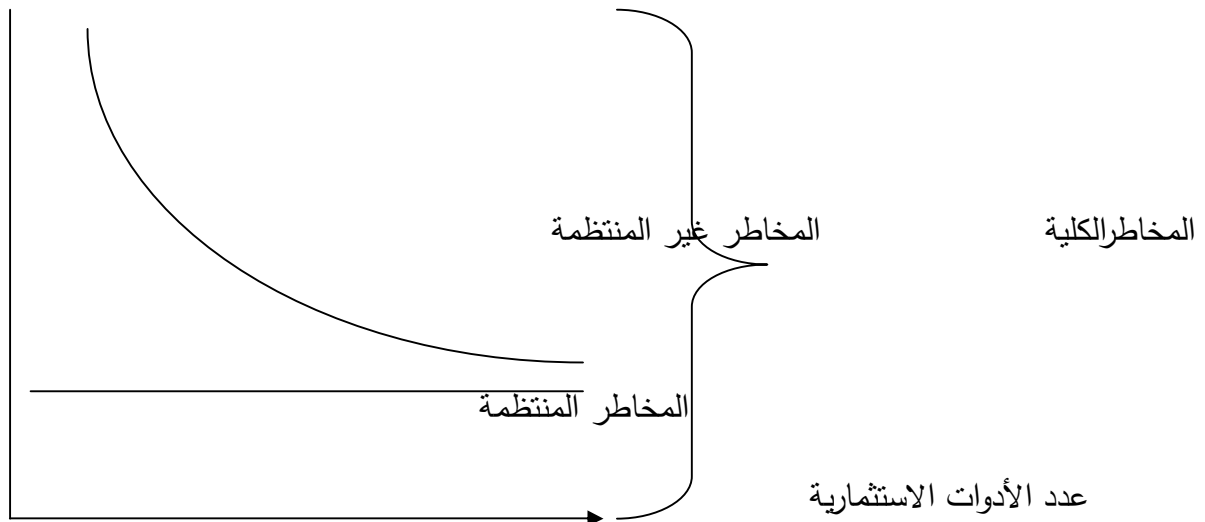 المخاطرالكلية
المخاطر غير المنتظمة
المخاطر المنتظمة
عدد الأدوات الاستثمارية